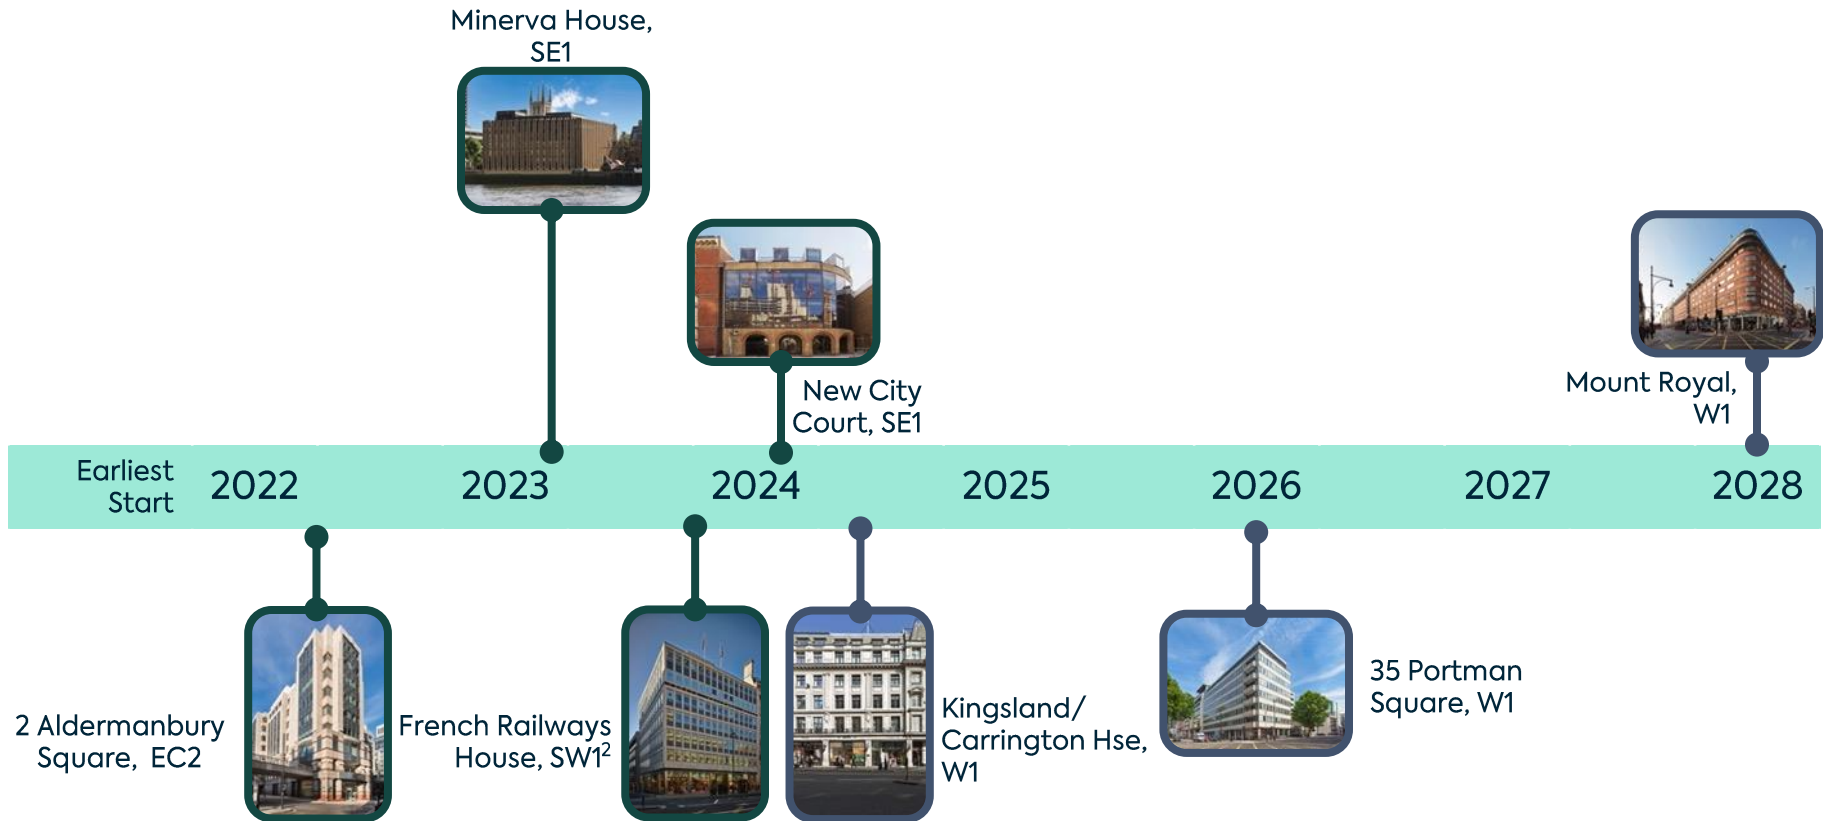 Minerva House,
SE1
New City
Court, SE1
Mount Royal,
W1
Earliest
Start
2022
2023
2024
2025
2026
2027
2028
2 Aldermanbury
Square, EC2
French Railways
House, SW1²
Kingsland/
Carrington Hse,
W1
35 Portman
Square, W1